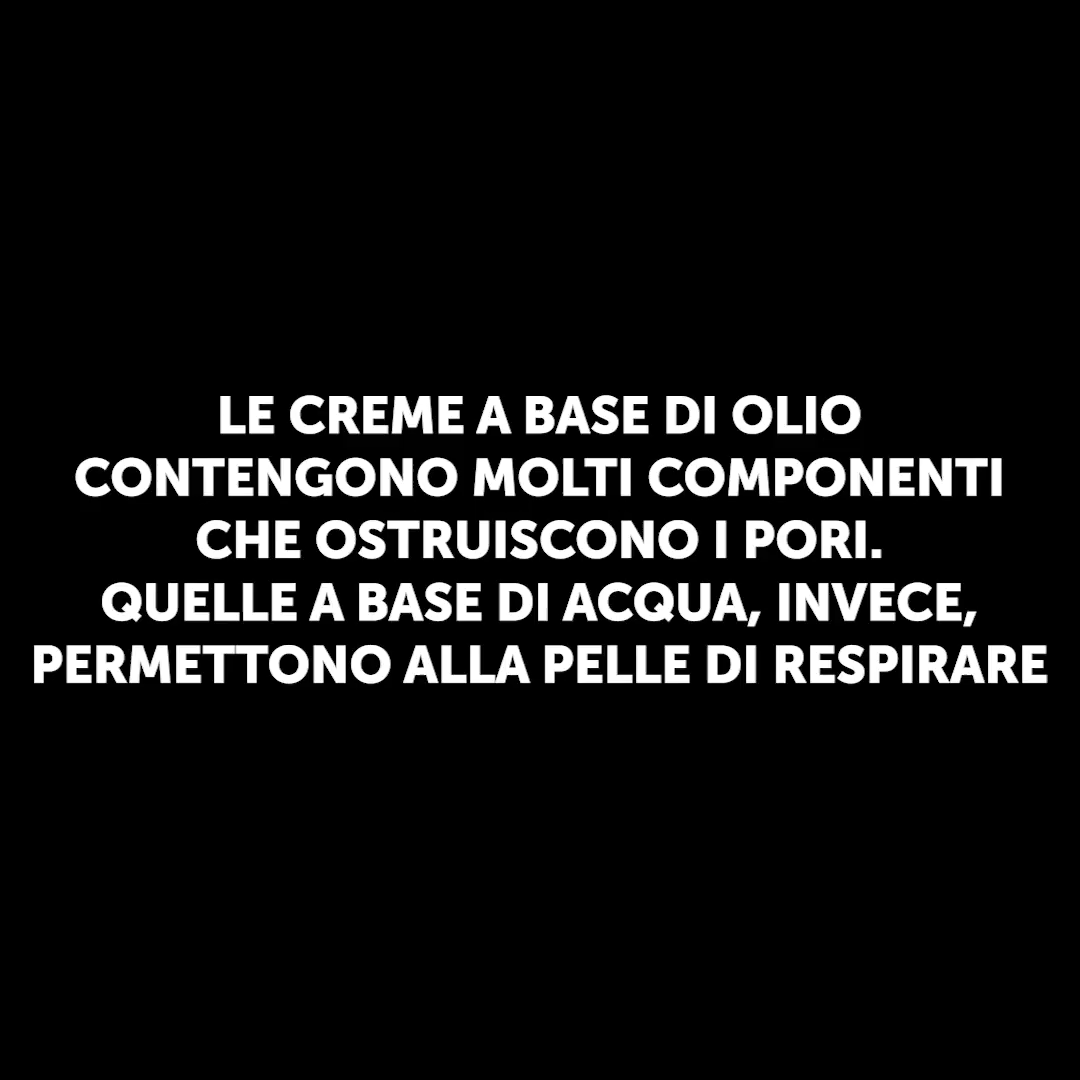 LE CREME A BASE DI OLIO
CONTENGONO MOLTI COMPONENTI
CHE OSTRUISCONO I PORI.
QUELLE A BASE DI ACQUA, INVECE,
PERMETTONO ALLA PELLE DI RESPIRARE